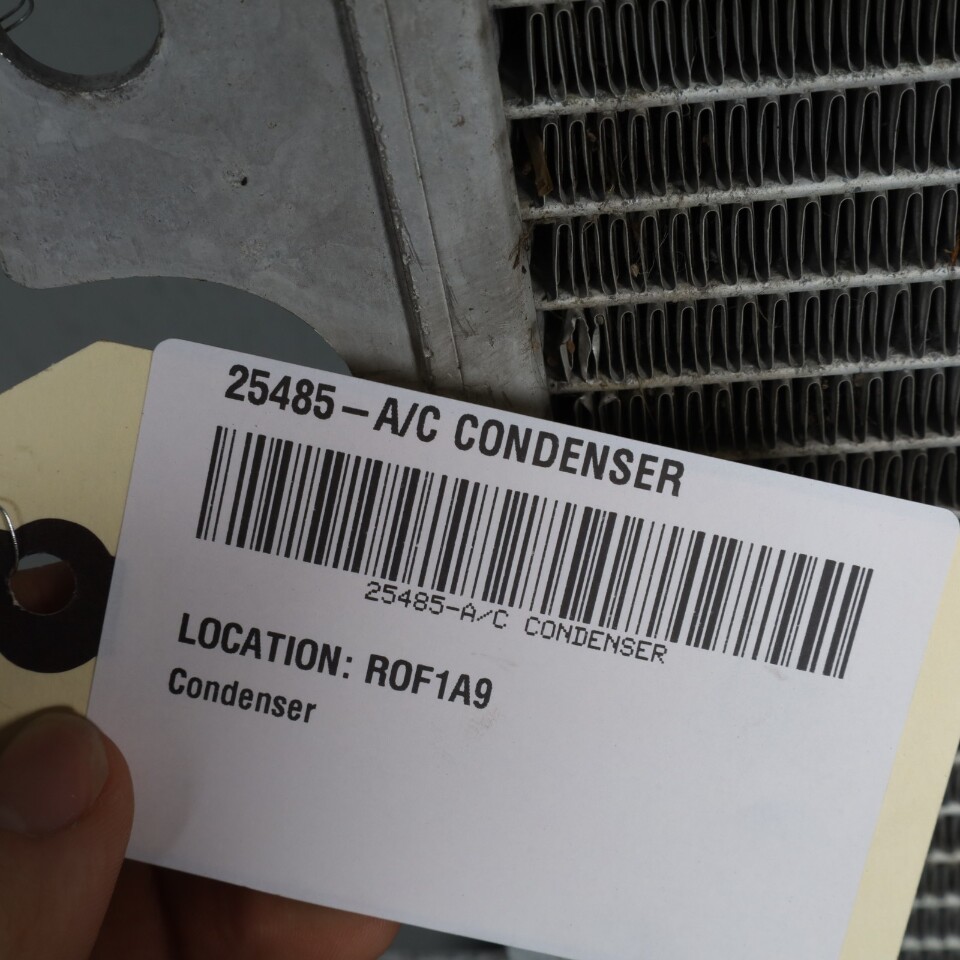 25485-A/C CONDENSER
25485-A/C CONDENSER
LOCATION: ROF1A9
Condenser